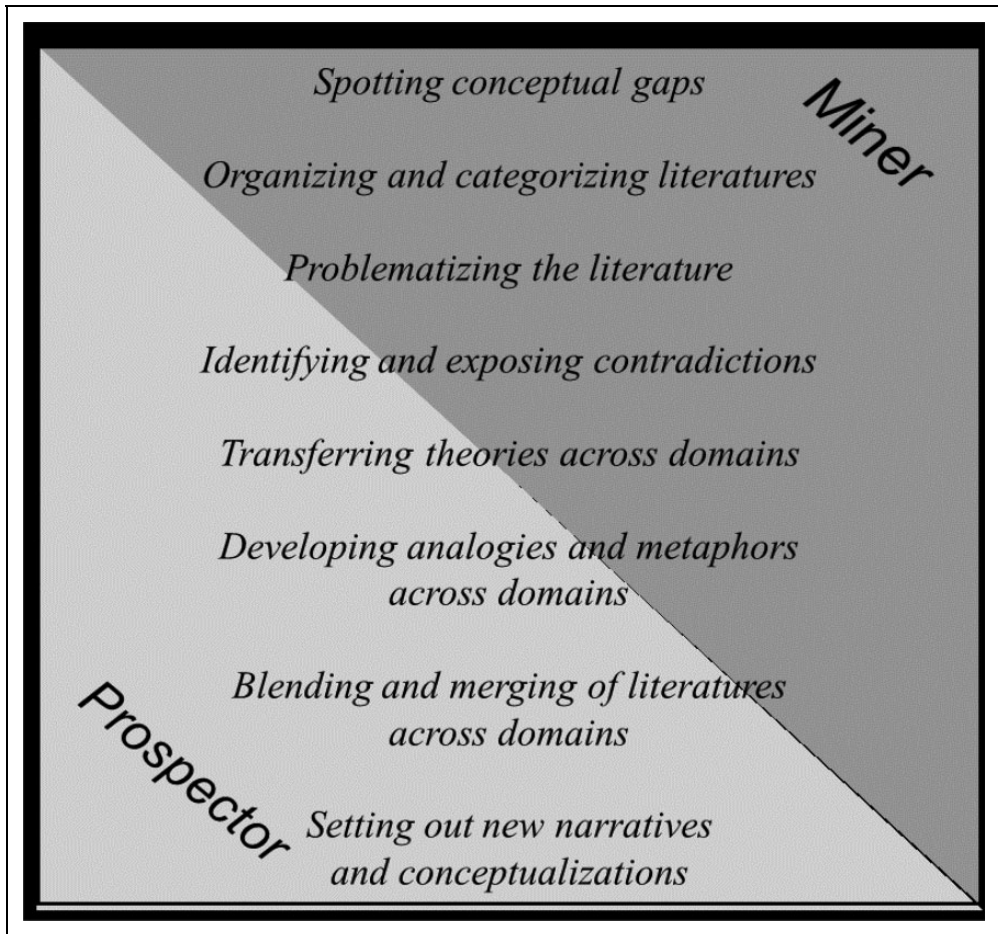 Spotting conceptual gaps
Miner
Organizing and categorizing literatures
Problematizing the literature
Identifying and exposing contradictions
Transferring theories across domains
Developing analogies and metaphors
across domains
Blending and merging of literatures
across domains
Prospector
Setting out new narratives
and conceptualizations